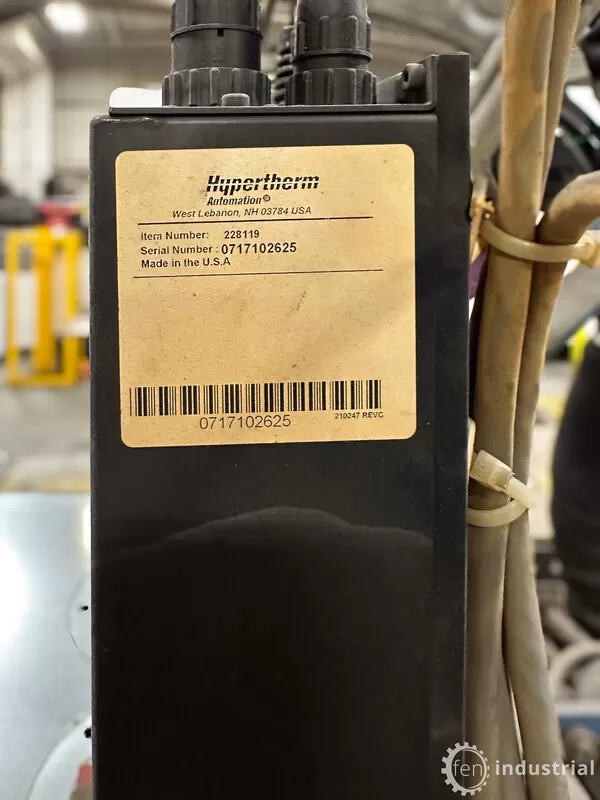 Hypertherm
Automation©
West Lebanon, NH 03784 USA
Item Number: 228119
Serial Number : 0717102625
Made in the U.S.A
0717102625
210247 REVC
fen industrial